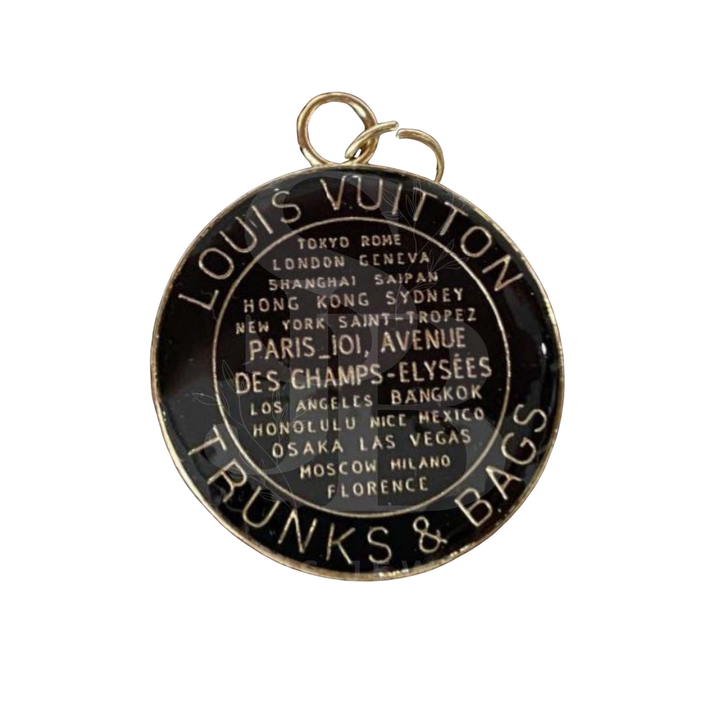 LOUIS VUITTON
TOKYO ROME
LONDON GENEVA
SHANGHAI SAIPAN
HONG KONG SYDNEY
NEW YORK SAINT-TROPEZ
PARIS_101, AVENUE
DES CHAMPS-ELYSÉES
LOS ANGELES BANGKOK
HONOLULU NICE MEXICO
OSAKA LAS VEGAS
MOSCOW MILANO
FLORENCE
TRUNKS & BAGS